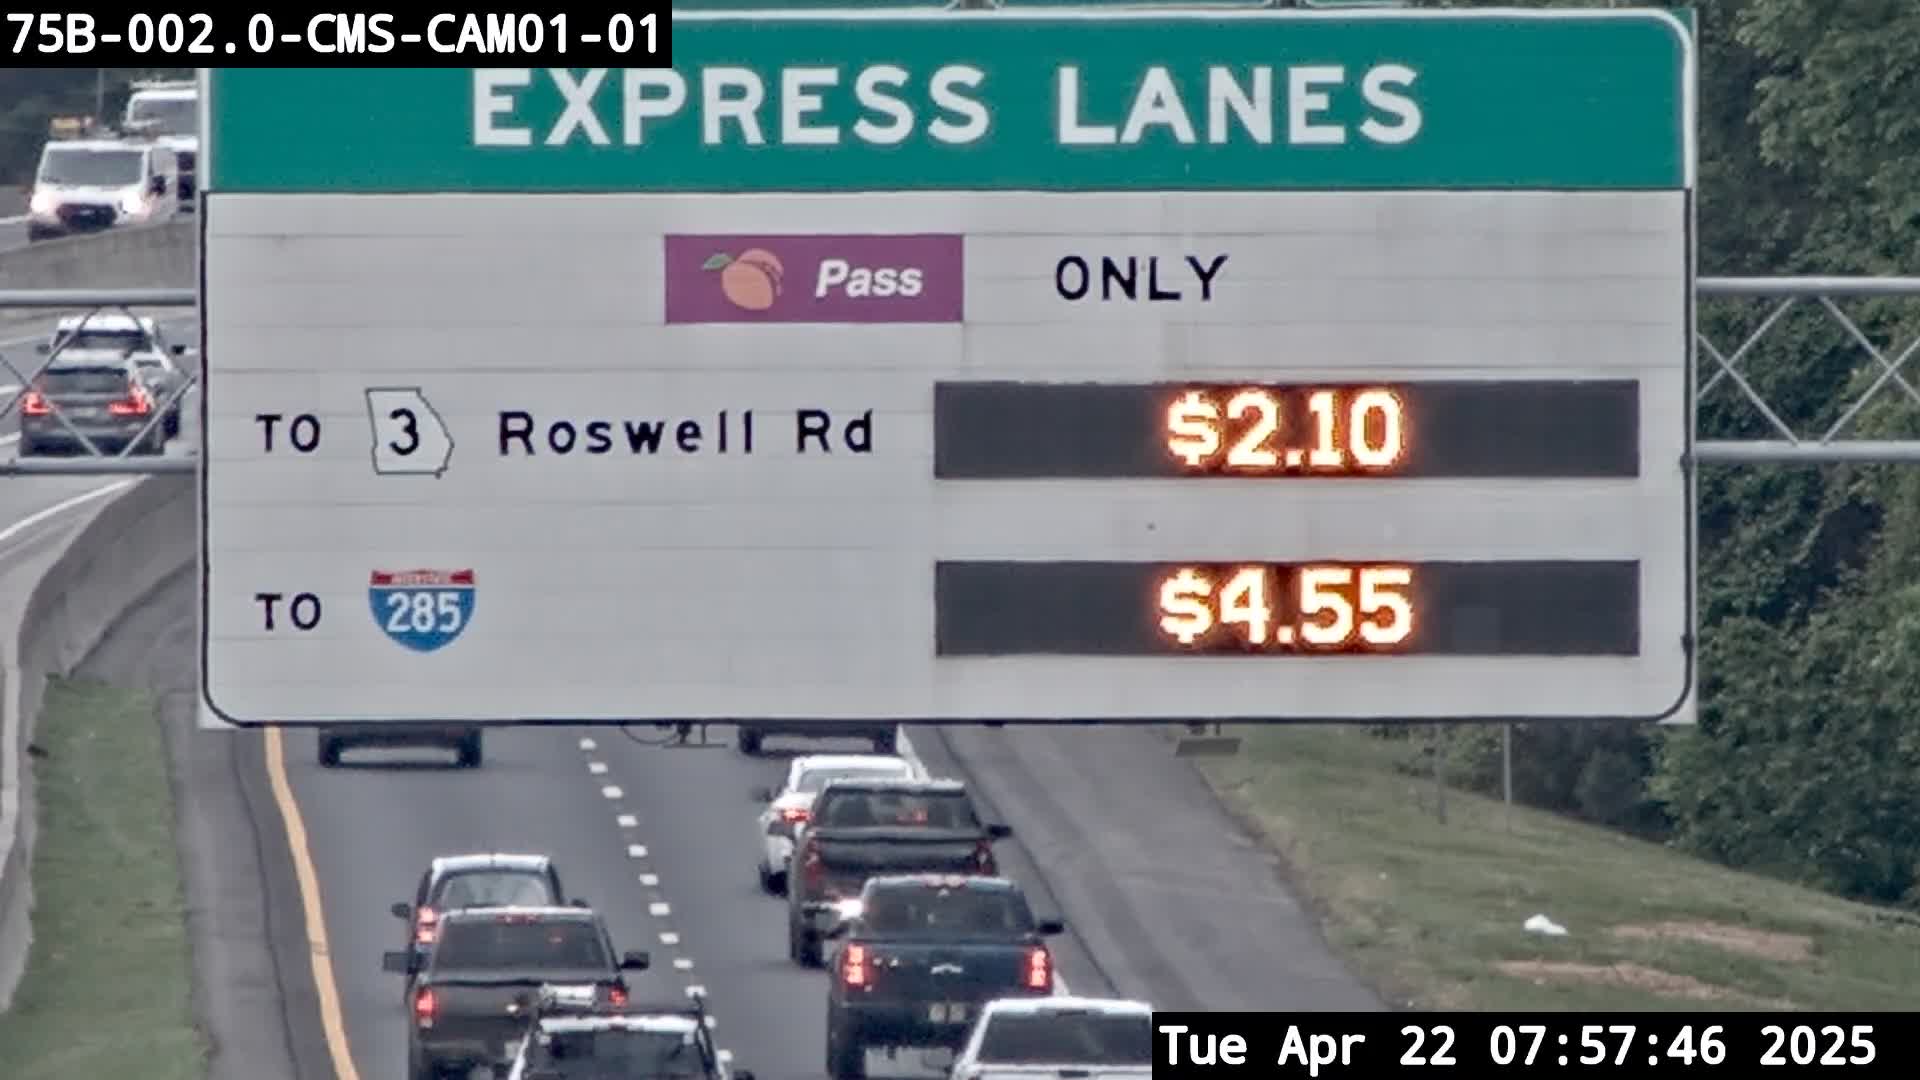 75B-002.0-CMS-CAM01-01
EXPRESS LANES
Pass ONLY
TO 3 Roswell Rd $2.10
TO 285 $4.55
Tue Apr 22 07:57:46 2025